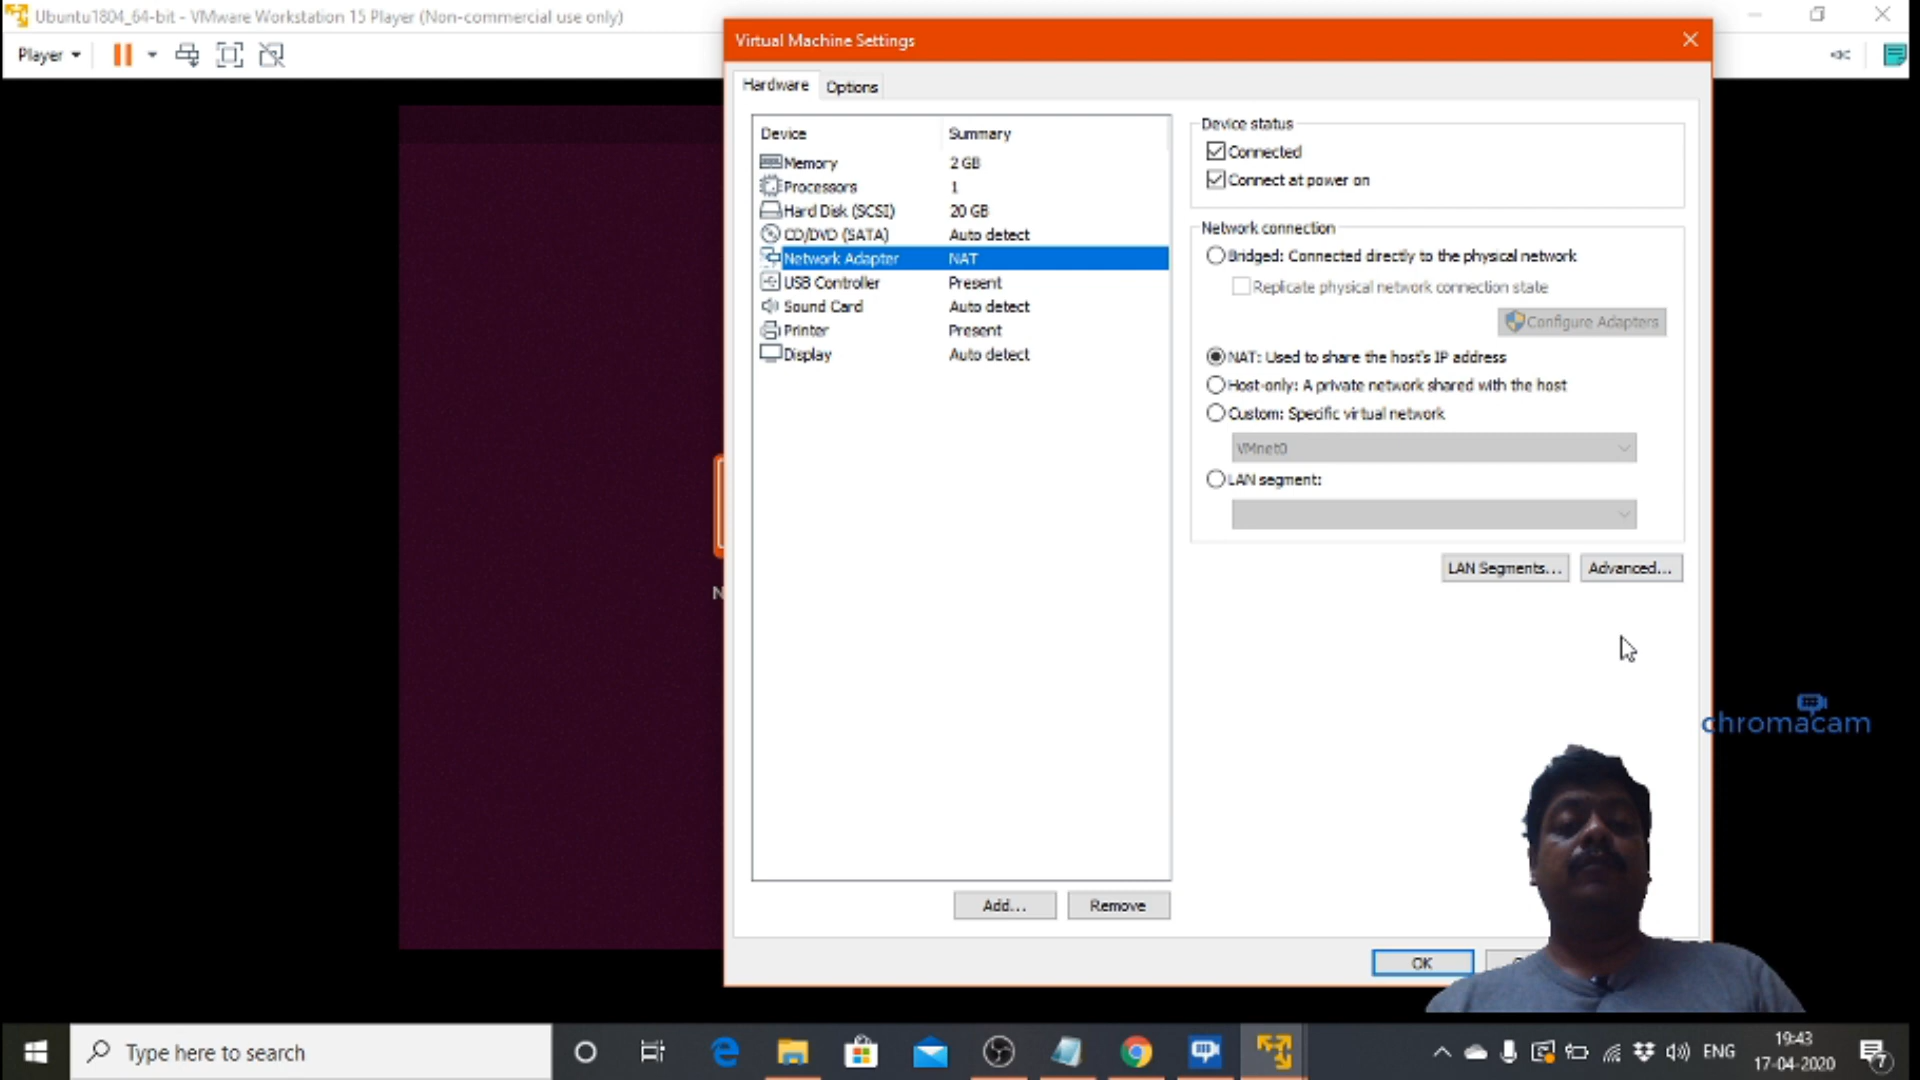 Ubuntu1804_64-bit - VMware Workstation 15 Player (Non-commercial use only)
Player
Virtual Machine Settings
Hardware
Options
Device Summary
Memory 2 GB
Processors 1
Hard Disk (SCSI) 20 GB
CD/DVD (SATA) Auto detect
Network Adapter NAT
USB Controller Present
Sound Card Auto detect
Printer Present
Display Auto detect
Add...
Remove
Device status
Connected
Connect at power on
Network connection
Bridged: Connected directly to the physical network
Replicate physical network connection state
Configure Adapters
NAT: Used to share the host's IP address
Host-only: A private network shared with the host
Custom: Specific virtual network
VMnet0
LAN segment:
LAN Segments...
Advanced...
OK
chromacam
Type here to search
ENG
19:43
17-04-2020
7